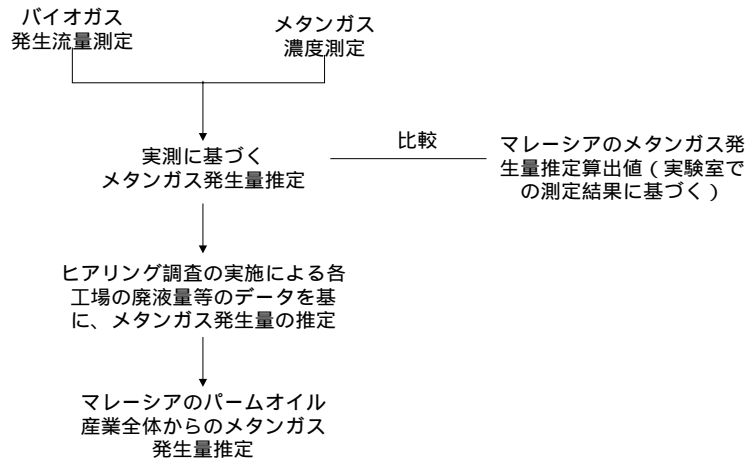 バイオガス
発生流量測定
メタンガス
濃度測定
実測に基づく
メタンガス発生量推定
比較
マレーシアのメタンガス発
生量推定算出値（実験室で
の測定結果に基づく）
ヒアリング調査の実施による各
工場の廃液量等のデータを基
に、メタンガス発生量の推定
マレーシアのパームオイル
産業全体からのメタンガス
発生量推定